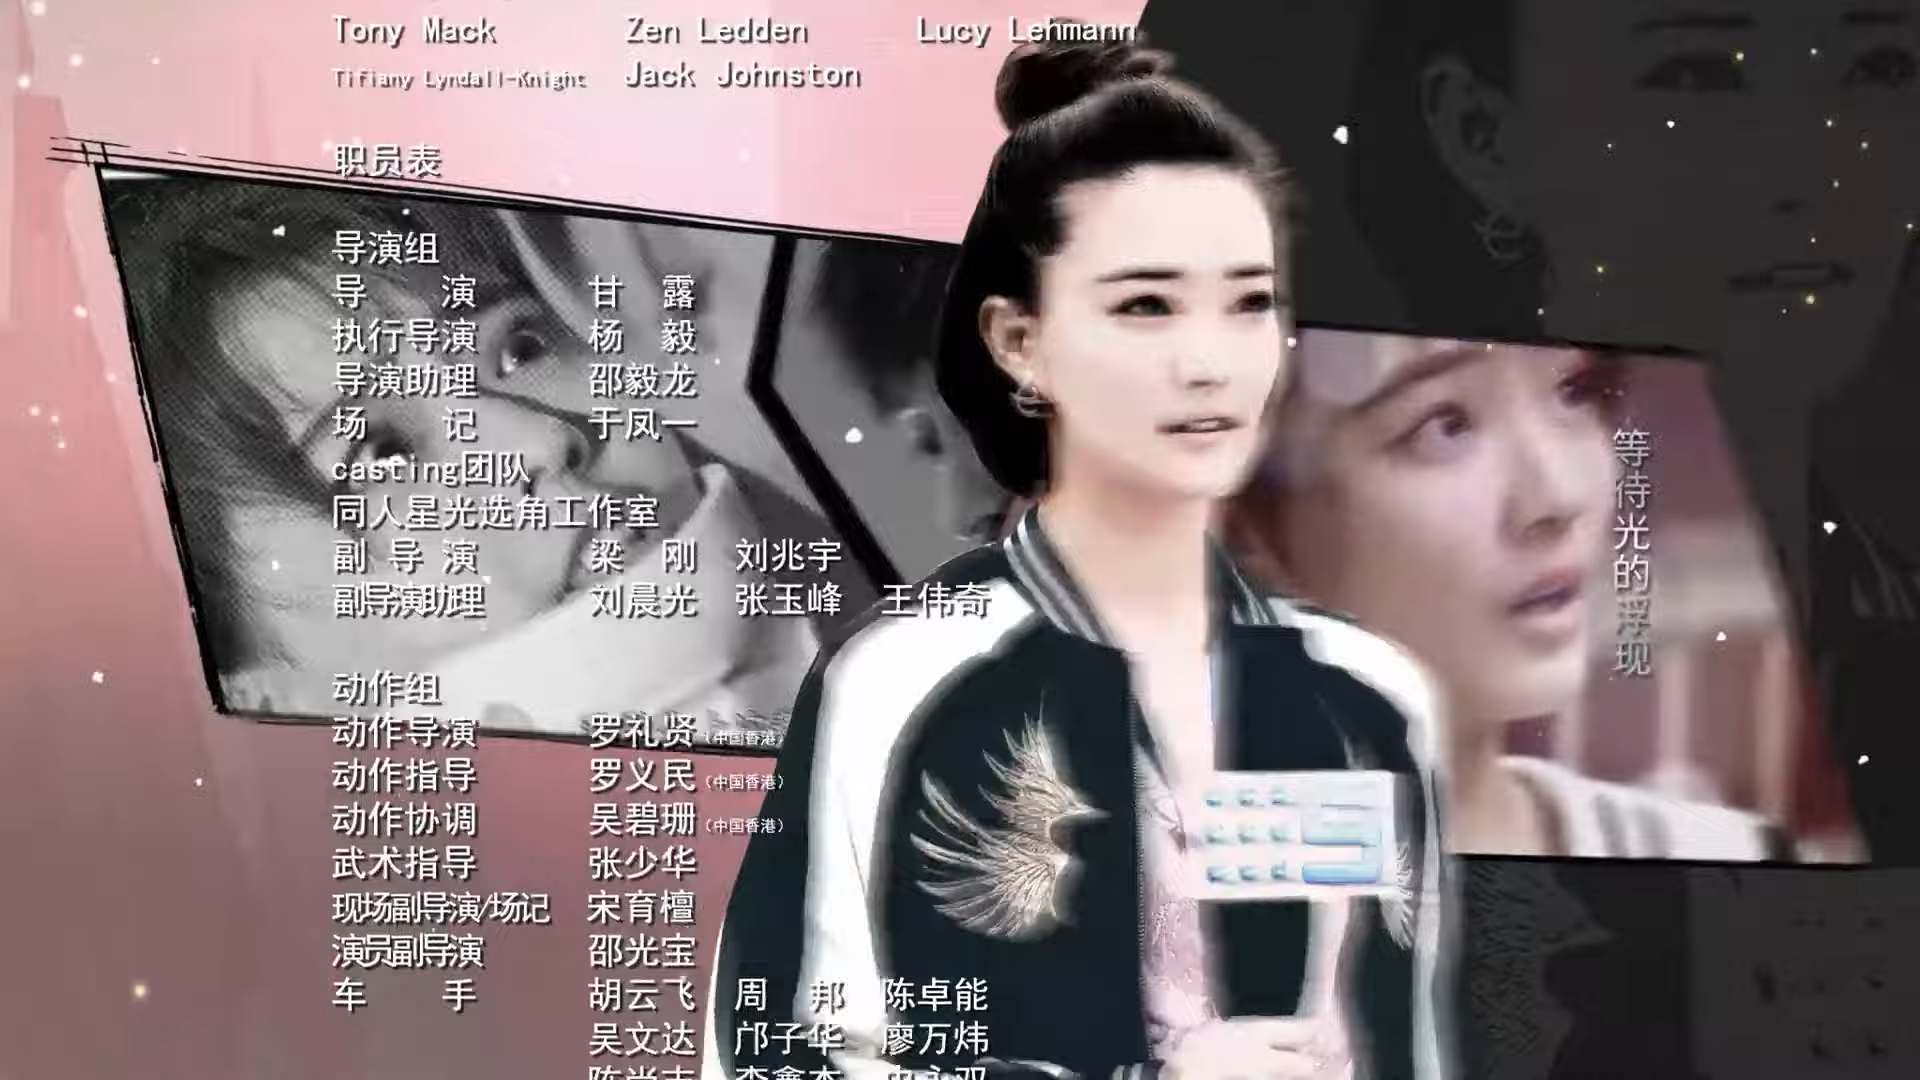 Tony Mack Zen Ledden Lucy Lehmann
Tifiany Lyndall-Knight Jack Johnston
职员表
导演组
导 演 甘 露
执行导演 杨 毅
导演助理 邵毅龙
场 记 于凤一
casting团队
同人星光选角工作室
副 导 演 梁 刚 刘兆宇
副导演助理 刘晨光 张玉峰 王伟奇
动作组
动作导演 罗礼贤(中国香港)
动作指导 罗义民(中国香港)
动作协调 吴碧珊(中国香港)
武术指导 张少华
现场副导演/场记 宋育檀
演员副导演 邵光宝
车 手 胡云飞 周 邦 陈卓能
吴文达 邝子华 廖万炜
等待光的浮现